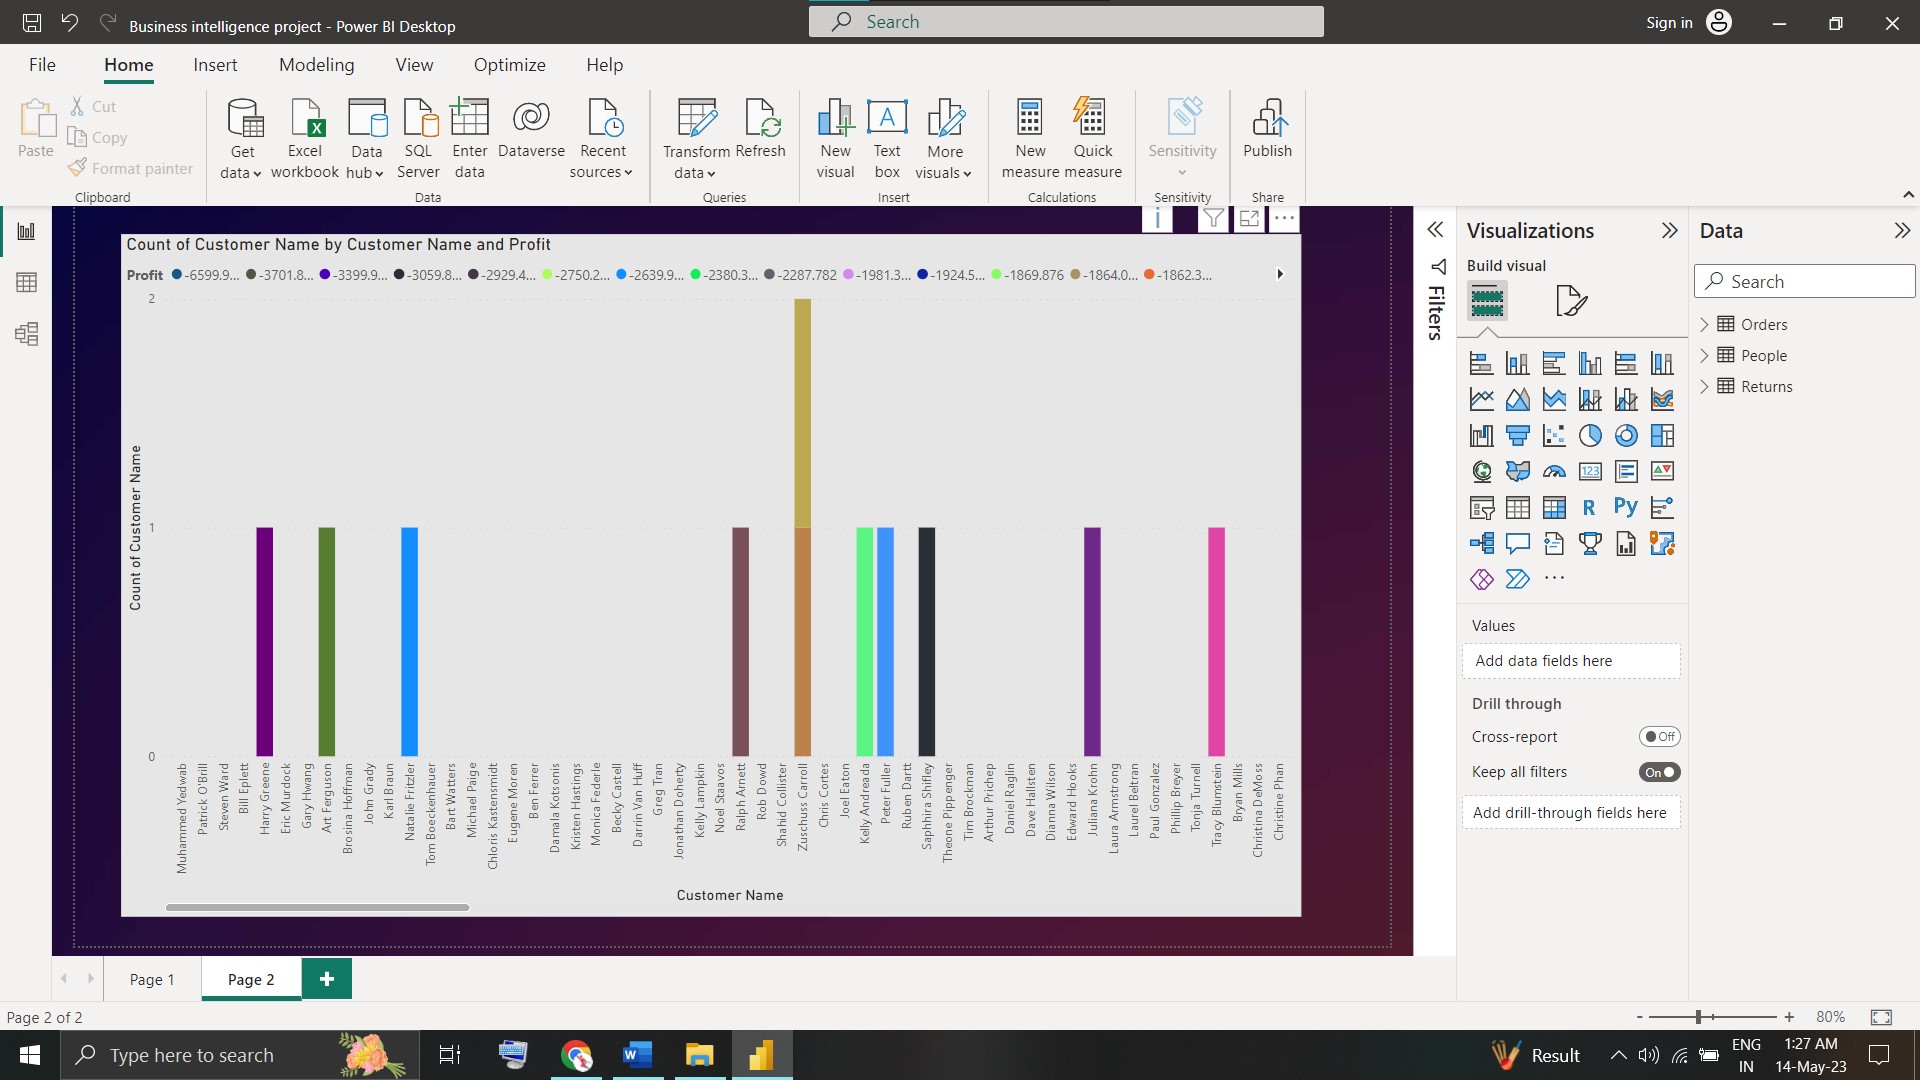 Business intelligence project - Power BI Desktop
Search
Sign in
File Home Insert Modeling View Optimize Help
Paste
Cut
Copy
Format painter
Clipboard
Get data
Excel workbook
Data hub
SQL Server
Enter data
Dataverse
Recent sources
Data
Transform data
Refresh
Queries
New visual
A
Text box
More visuals
Insert
New measure
Quick measure
Calculations
Sensitivity
Sensitivity
Publish
Share
Count of Customer Name by Customer Name and Profit
Profit -6599.9... -3701.8... -3399.9... -3059.8... -2929.4... -2750.2... -2639.9... -2380.3... -2287.782 -1981.3... -1924.5... -1869.876 -1864.0... -1862.3...
2
1
0
Count of Customer Name
Muhammed Yedwab
Patrick O'Brill
Steven Ward
Bill Eplett
Harry Greene
Eric Murdock
Gary Hwang
Art Ferguson
Brosina Hoffman
John Grady
Karl Braun
Natalie Fritzler
Tom Boeckenhauer
Bart Watters
Michael Paige
Chloris Kastensmidt
Eugene Moren
Ben Ferrer
Damala Kotsonis
Kristen Hastings
Monica Federle
Becky Castell
Darrin Van Huff
Greg Tran
Jonathan Doherty
Kelly Lampkin
Noel Staavos
Ralph Arnett
Rob Dowd
Shahid Collister
Zuschuss Carroll
Chris Cortes
Joel Eaton
Kelly Andreada
Peter Fuller
Ruben Dartt
Saphhira Shifley
Theone Pippenger
Tim Brockman
Arthur Prichep
Daniel Raglin
Dave Hallsten
Dianna Wilson
Edward Hooks
Juliana Krohn
Laura Armstrong
Laurel Beltran
Paul Gonzalez
Phillip Breyer
Tonja Turnell
Tracy Blumstein
Bryan Mills
Christina DeMoss
Christine Phan
Customer Name
Filters
Visualizations
Build visual
123
R
Py
Values
Add data fields here
Drill through
Cross-report Off
Keep all filters On
Add drill-through fields here
Data
Search
Orders
People
Returns
Page 1
Page 2
Page 2 of 2
- + 80%
Type here to search
W
Result
ENG
IN
1:27 AM
14-May-23